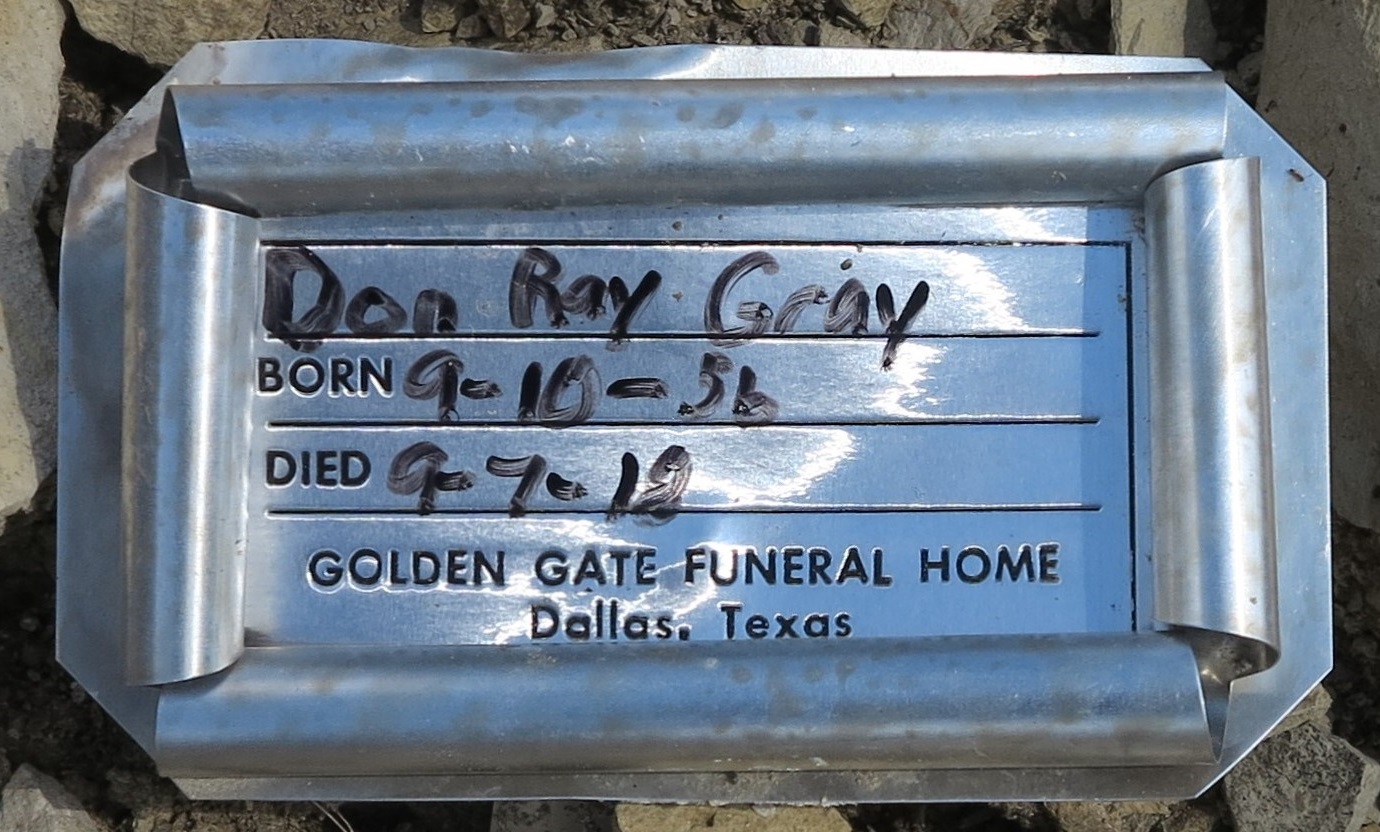 Don Ray Gray
BORN 9-10-56
DIED 9-7-18
GOLDEN GATE FUNERAL HOME
Dallas, Texas